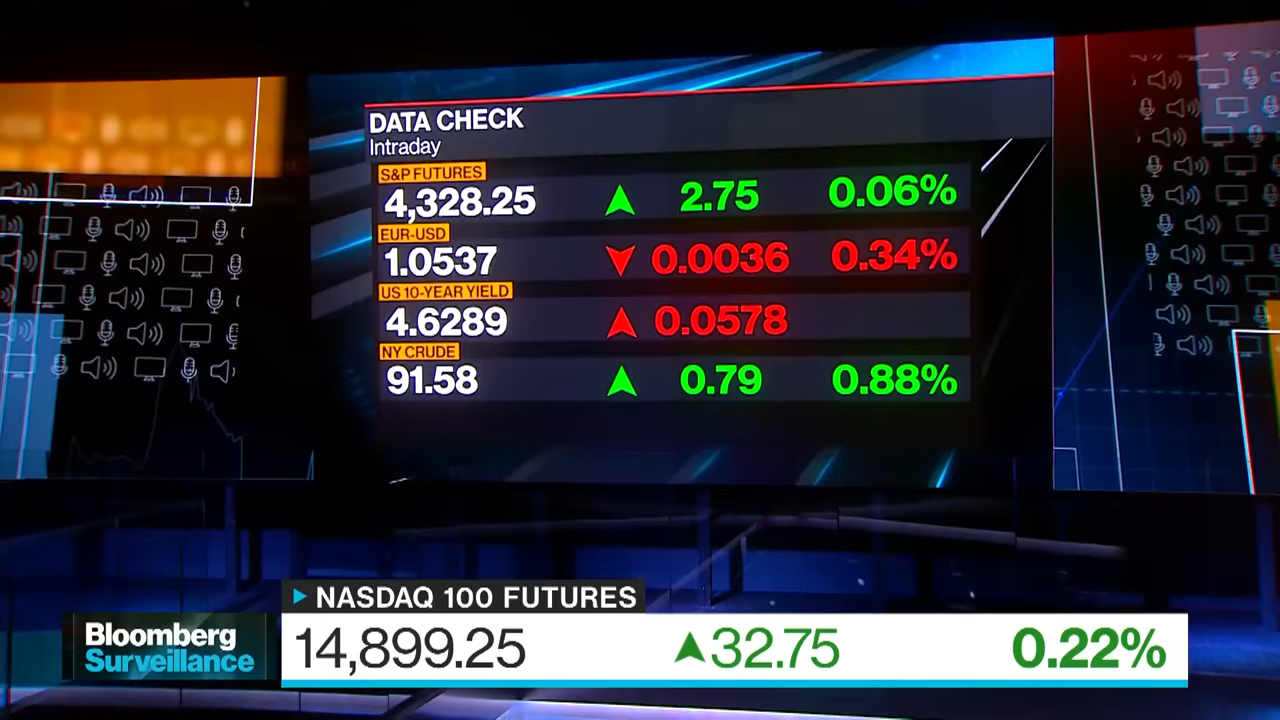 DATA CHECK
Intraday
S&P FUTURES
4,328.25 ▲ 2.75 0.06%
EUR-USD
1.0537 ▼ 0.0036 0.34%
US 10-YEAR YIELD
4.6289 ▲ 0.0578
NY CRUDE
91.58 ▲ 0.79 0.88%
NASDAQ 100 FUTURES
Bloomberg
Surveillance
14,899.25 ▲32.75 0.22%